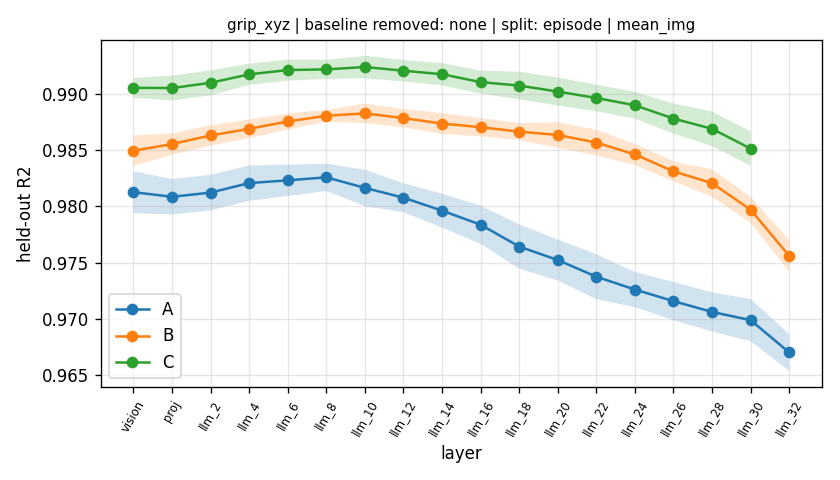 grip_xyz | baseline removed: none | split: episode | mean_img
held-out R2
0.990
0.985
0.980
0.975
0.970
0.965
A
B
C
vision
proj
llm_2
llm_4
llm_6
llm_8
llm_10
llm_12
llm_14
llm_16
llm_18
llm_20
llm_22
llm_24
llm_26
llm_28
llm_30
llm_32
layer